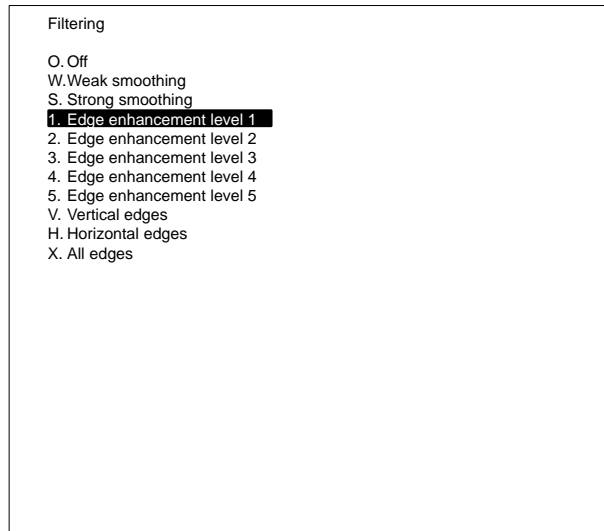 Filtering
O. Off
W.Weak smoothing
S. Strong smoothing
1. Edge enhancement level 1
2. Edge enhancement level 2
3. Edge enhancement level 3
4. Edge enhancement level 4
5. Edge enhancement level 5
V. Vertical edges
H. Horizontal edges
X. All edges